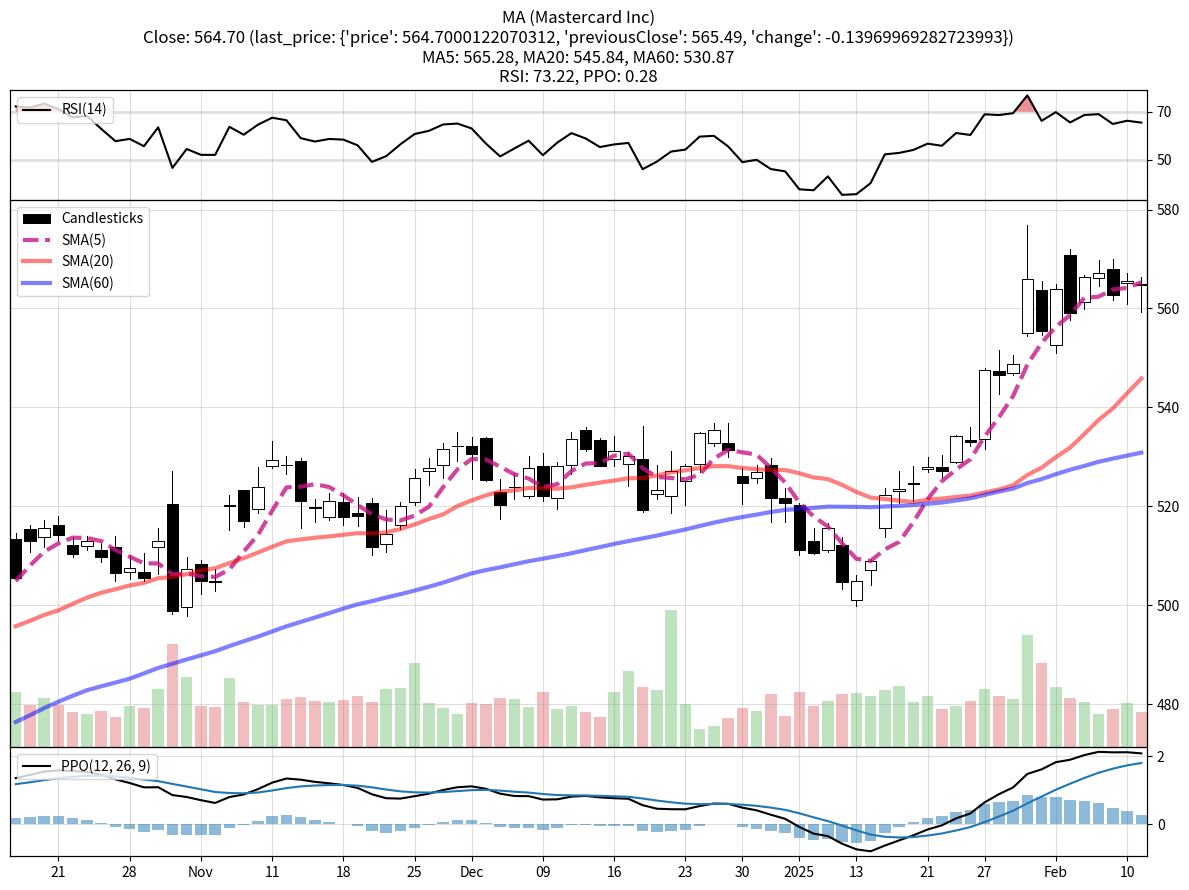 MA (Mastercard Inc)
Close: 564.70 (last_price: {'price': 564.7000122070312, 'previousClose': 565.49, 'change': -0.13969969282723993})
MA5: 565.28, MA20: 545.84, MA60: 530.87
RSI: 73.22, PPO: 0.28
RSI(14)
70
50
Candlesticks
SMA(5)
SMA(20)
SMA(60)
580
560
540
520
500
480
PPO(12, 26, 9)
2
0
21 28 Nov 11 18 25 Dec 09 16 23 30 2025 13 21 27 Feb 10